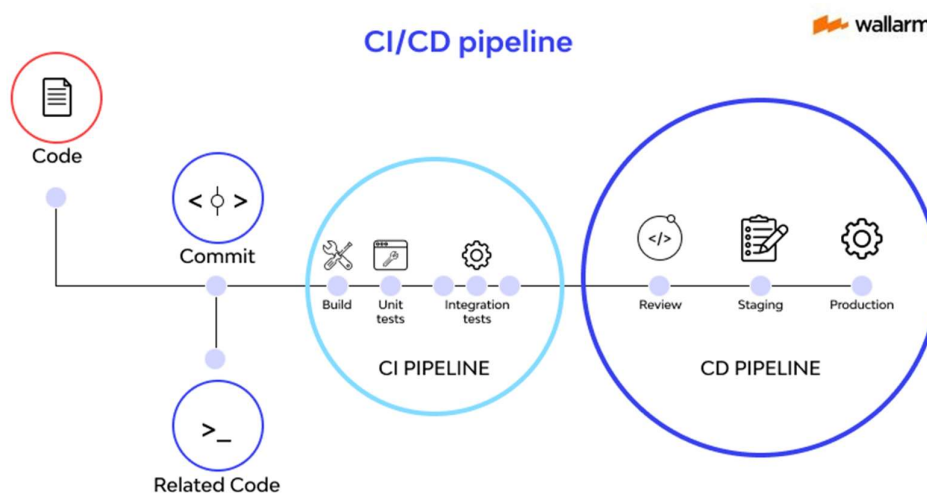 CI/CD pipeline
wallarm
Code
< >
Commit
Build
Unit
tests
Integration
tests
CI PIPELINE
</>
Review
Staging
Production
CD PIPELINE
>_
Related Code